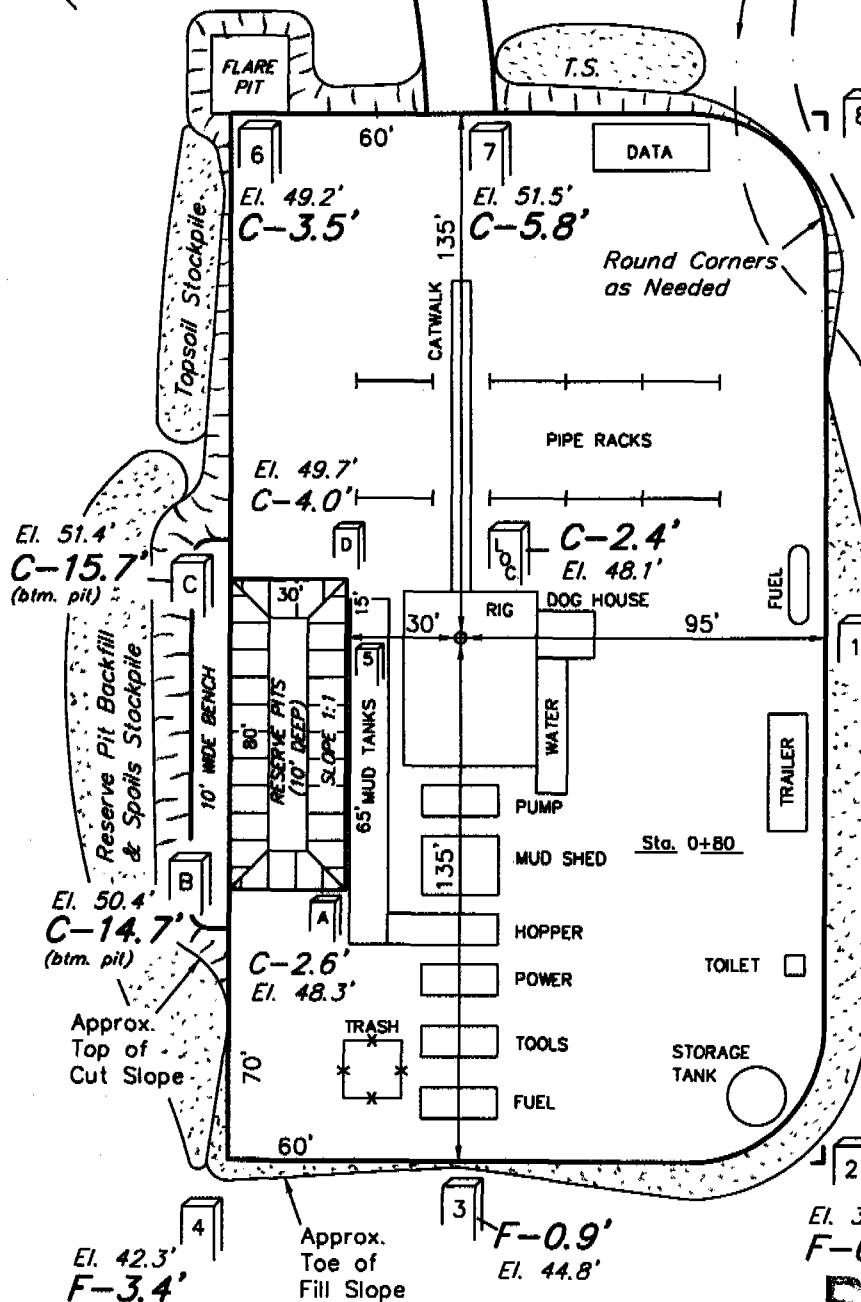 FLARE
PIT
T.S.
8
6
60'
7
DATA
El. 49.2'
C-3.5'
El. 51.5'
C-5.8'
135'
Topsoil Stockpile
Round Corners
as Needed
CATWALK
PIPE RACKS
El. 49.7'
C-4.0'
El. 51.4'
C-15.7'
(btm. pit)
C
D
LOC
C-2.4'
El. 48.1'
FUEL
30'
15'
RIG
DOG HOUSE
30'
95'
1
5
Reserve Pit Backfill
& Spoils Stockpile
10' WIDE BENCH
80'
RESERVE PITS
(10' DEEP)
SLOPE 1:1
65'
MUD TANKS
WATER
TRAILER
PUMP
135'
MUD SHED
Sta. 0+80
B
El. 50.4'
C-14.7'
(btm. pit)
A
HOPPER
C-2.6'
El. 48.3'
POWER
TOILET
Approx.
Top of
Cut Slope
TRASH
TOOLS
STORAGE
TANK
70'
FUEL
60'
2
4
3
F-0.9'
El. 44.8'
El. 3
F-
El. 42.3'
F-3.4'
Approx.
Toe of
Fill Slope